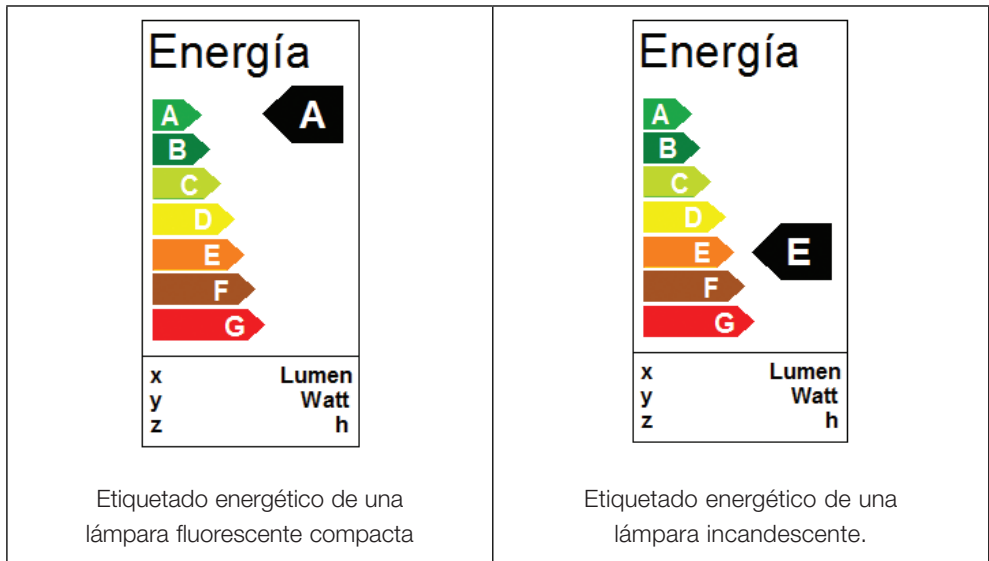 Energía
A
A
B
C
D
E
F
G
x Lumen
y Watt
z h
Etiquetado energético de una
lámpara fluorescente compacta
Energía
A
B
C
D
E
E
F
G
x Lumen
y Watt
z h
Etiquetado energético de una
lámpara incandescente.